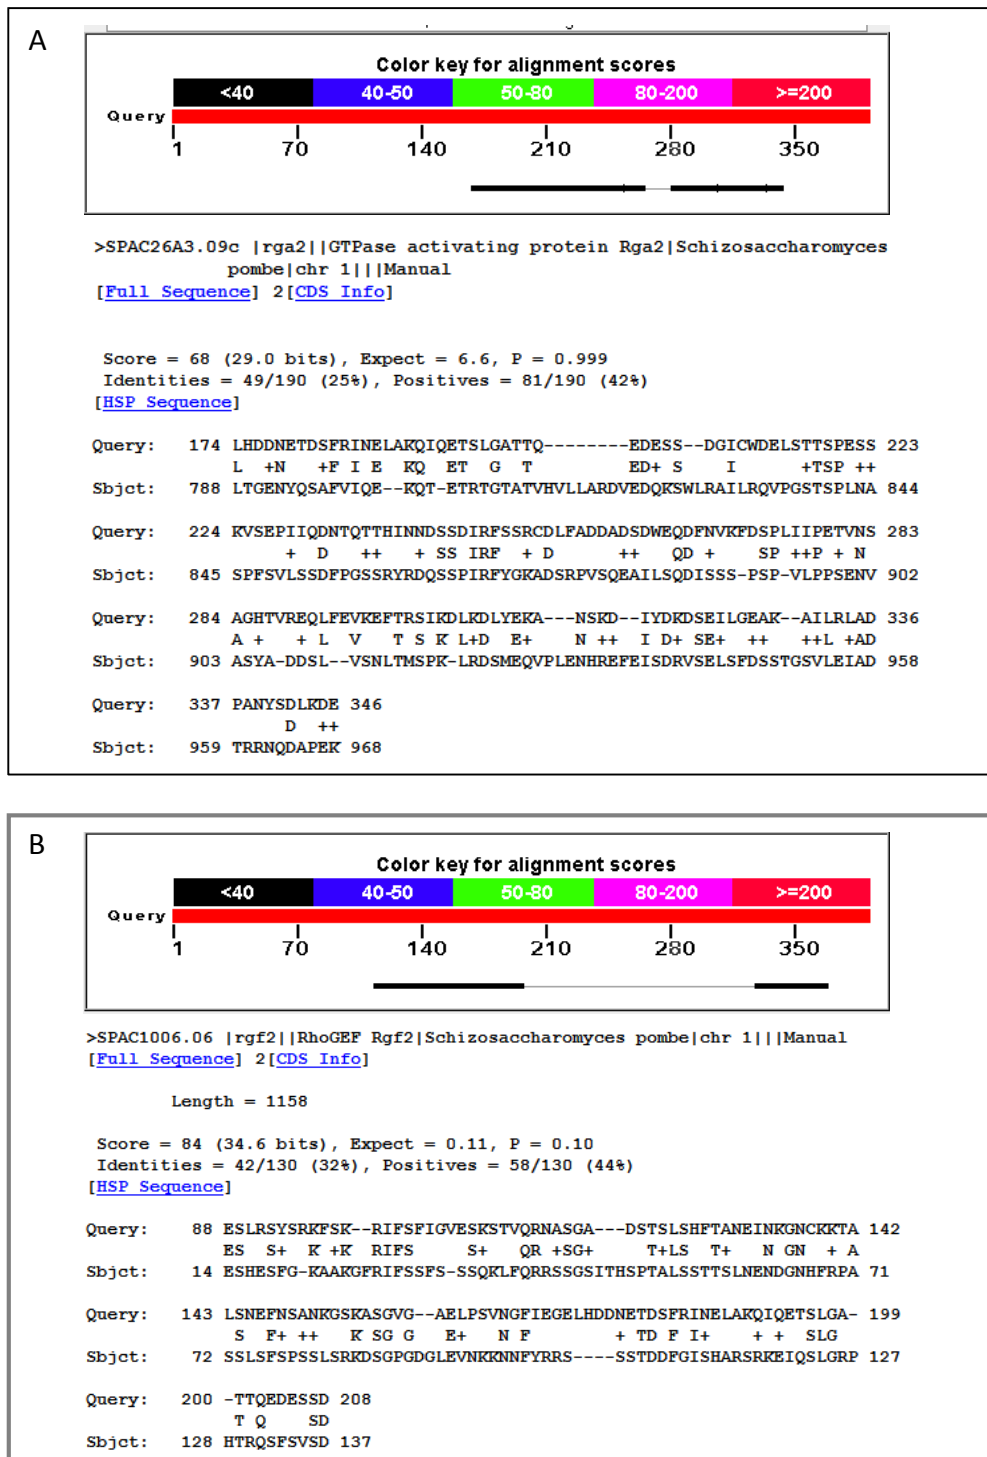 A
Color key for alignment scores
<40 40-50 50-80 80-200 >=200
Query
1 70 140 210 280 350
>SPAC26A3.09c |rga2||GTPase activating protein Rga2|Schizosaccharomyces
pombe|chr 1|||Manual
[Full Sequence] 2[CDS Info]
Score = 68 (29.0 bits), Expect = 6.6, P = 0.999
Identities = 49/190 (25%), Positives = 81/190 (42%)
[HSP Sequence]
Query: 174 LHDDNETDSFRINELAKQIQETSLGATTQ--------EDESS--DGICWDELSTTSPESS 223
L +N +F I E KQ ET G T ED+ S I +TSP ++
Sbjct: 788 LTGENYQSAFVIQE--KQT-ETRTGTATVHVLLARDVEDQKSWLRAILRQVPGSTSPLNA 844
Query: 224 KVSEPIIQDNTQTTHINNDSSDIRFSSRCDLFADDADSDWEQDFNVKFDSPLIIPETVNS 283
+ D ++ + SS IRF + D ++ QD + SP ++P + N
Sbjct: 845 SPFSVLSSDFPGSSRYRDQSSPIRFYGKADSRPVSQEAILSQDISSS-PSP-VLPPSENV 902
Query: 284 AGHTVREQLFEVKEFTRSIKDLKDLYEKA---NSKD--IYDKDSEILGEAK--AILRLAD 336
A + + L V T S K L+D E+ N ++ I D+ SE+ ++ ++L +AD
Sbjct: 903 ASYA-DDSL--VSNLTMSPK-LRDSMEQVPLENHREFEISDRVSELSFDSSTGSVLEIAD 958
Query: 337 PANYSDLKDE 346
D ++
Sbjct: 959 TRRNQDAPEK 968
B
Color key for alignment scores
<40 40-50 50-80 80-200 >=200
Query
1 70 140 210 280 350
>SPAC1006.06 |rgf2||RhoGEF Rgf2|Schizosaccharomyces pombe|chr 1|||Manual
[Full Sequence] 2[CDS Info]
Length = 1158
Score = 84 (34.6 bits), Expect = 0.11, P = 0.10
Identities = 42/130 (32%), Positives = 58/130 (44%)
[HSP Sequence]
Query: 88 ESLRSYSRKFSK--RIFSFIGVESKSTVQRNASGA---DSTSLSHFTANEINKGNCKKTA 142
ES S+ K +K RIFS S+ QR +SG+ T+LS T+ N GN + A
Sbjct: 14 ESHESFG-KAAKGFRIFSSFS-SSQKLFQRRSSGSITHSPTALSSTTSLNENDGNHFRPA 71
Query: 143 LSNEFNSANKGSKASGVG--AELPSVNGFIEGELHDDNETDSFRINELAKQIQETSLGA- 199
S F+ ++ K SG G E+ N F + TD F I+ + + SLG
Sbjct: 72 SSLSFSPSSLSRKDSGPGDGLEVNKKNNFYRRS----SSTDDFGISHARSRKEIQSLGRP 127
Query: 200 -TTQEDESSD 208
T Q SD
Sbjct: 128 HTRQSFSVSD 137